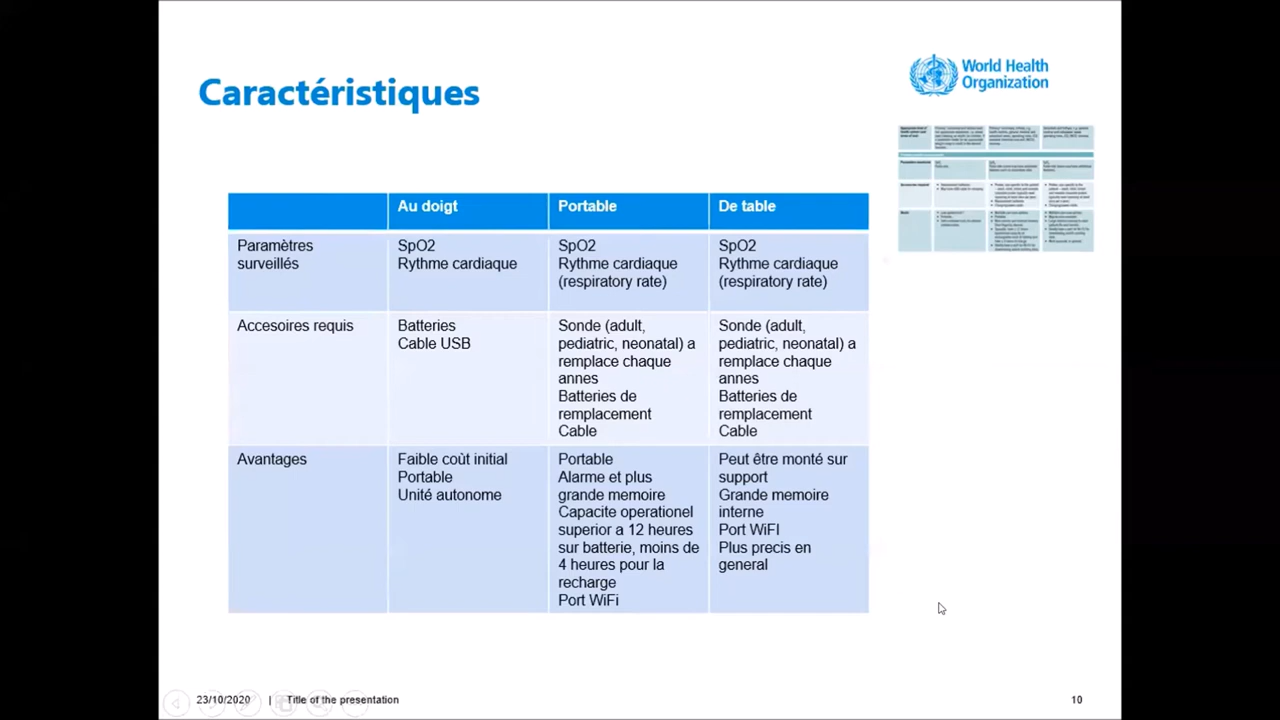 Caractéristiques
World Health
Organization
Au doigt
Portable
De table
Paramètres
surveillés
SpO2
Rythme cardiaque
SpO2
Rythme cardiaque
(respiratory rate)
SpO2
Rythme cardiaque
(respiratory rate)
Accesoires requis
Batteries
Cable USB
Sonde (adult,
pediatric, neonatal) a
remplace chaque
annes
Batteries de
remplacement
Cable
Sonde (adult,
pediatric, neonatal) a
remplace chaque
annes
Batteries de
remplacement
Cable
Avantages
Faible coût initial
Portable
Unité autonome
Portable
Alarme et plus
grande memoire
Capacite operationel
superior a 12 heures
sur batterie, moins de
4 heures pour la
recharge
Port WiFi
Peut être monté sur
support
Grande memoire
interne
Port WiFI
Plus precis en
general
23/10/2020 | Title of the presentation
10